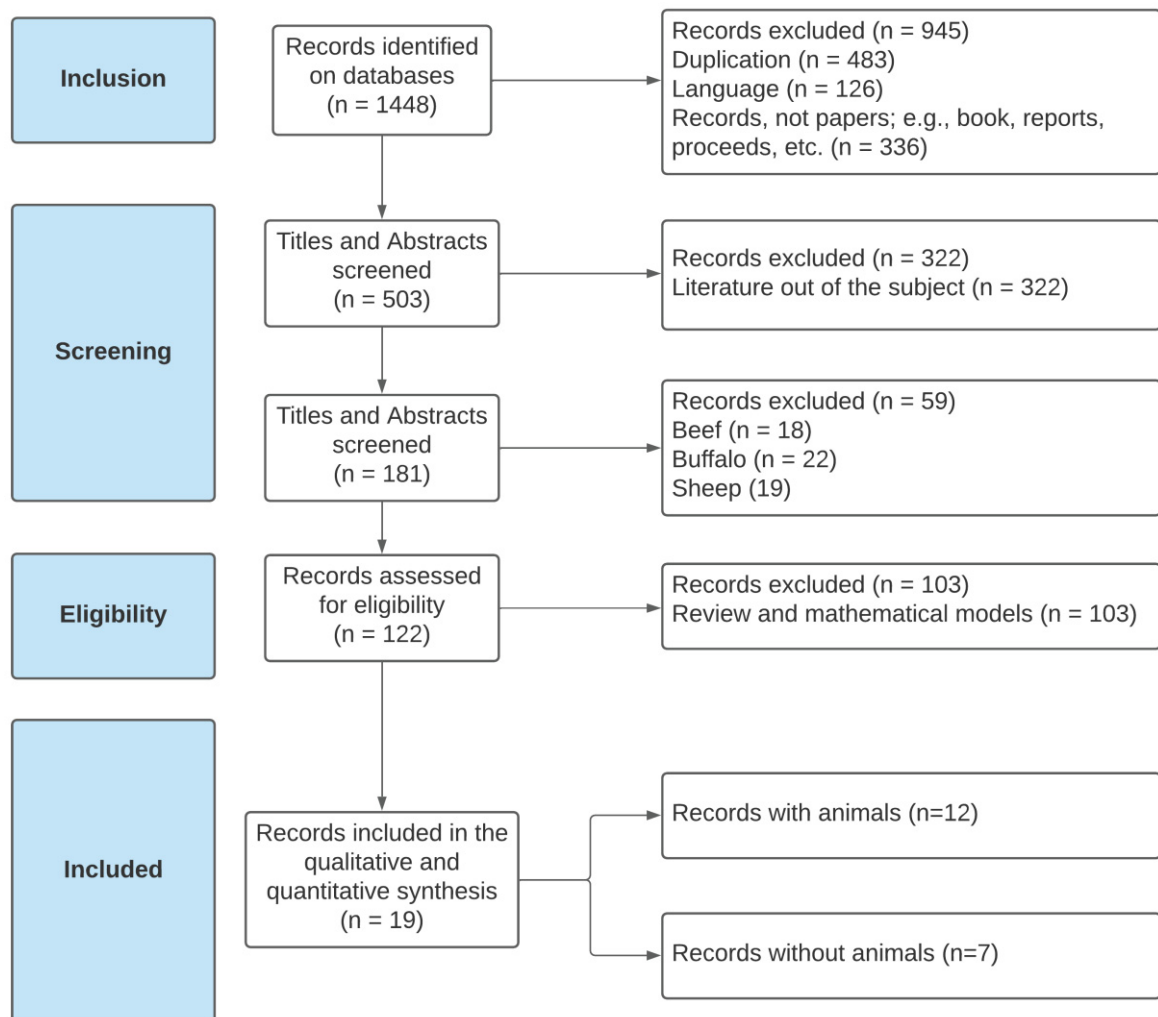 Inclusion
Records identified
on databases
(n = 1448)
Records excluded (n = 945)
Duplication (n = 483)
Language (n = 126)
Records, not papers; e.g., book, reports,
proceeds, etc. (n = 336)
Screening
Titles and Abstracts
screened
(n = 503)
Records excluded (n = 322)
Literature out of the subject (n = 322)
Titles and Abstracts
screened
(n = 181)
Records excluded (n = 59)
Beef (n = 18)
Buffalo (n = 22)
Sheep (19)
Eligibility
Records assessed
for eligibility
(n = 122)
Records excluded (n = 103)
Review and mathematical models (n = 103)
Included
Records included in the
qualitative and
quantitative synthesis
(n = 19)
Records with animals (n=12)
Records without animals (n=7)